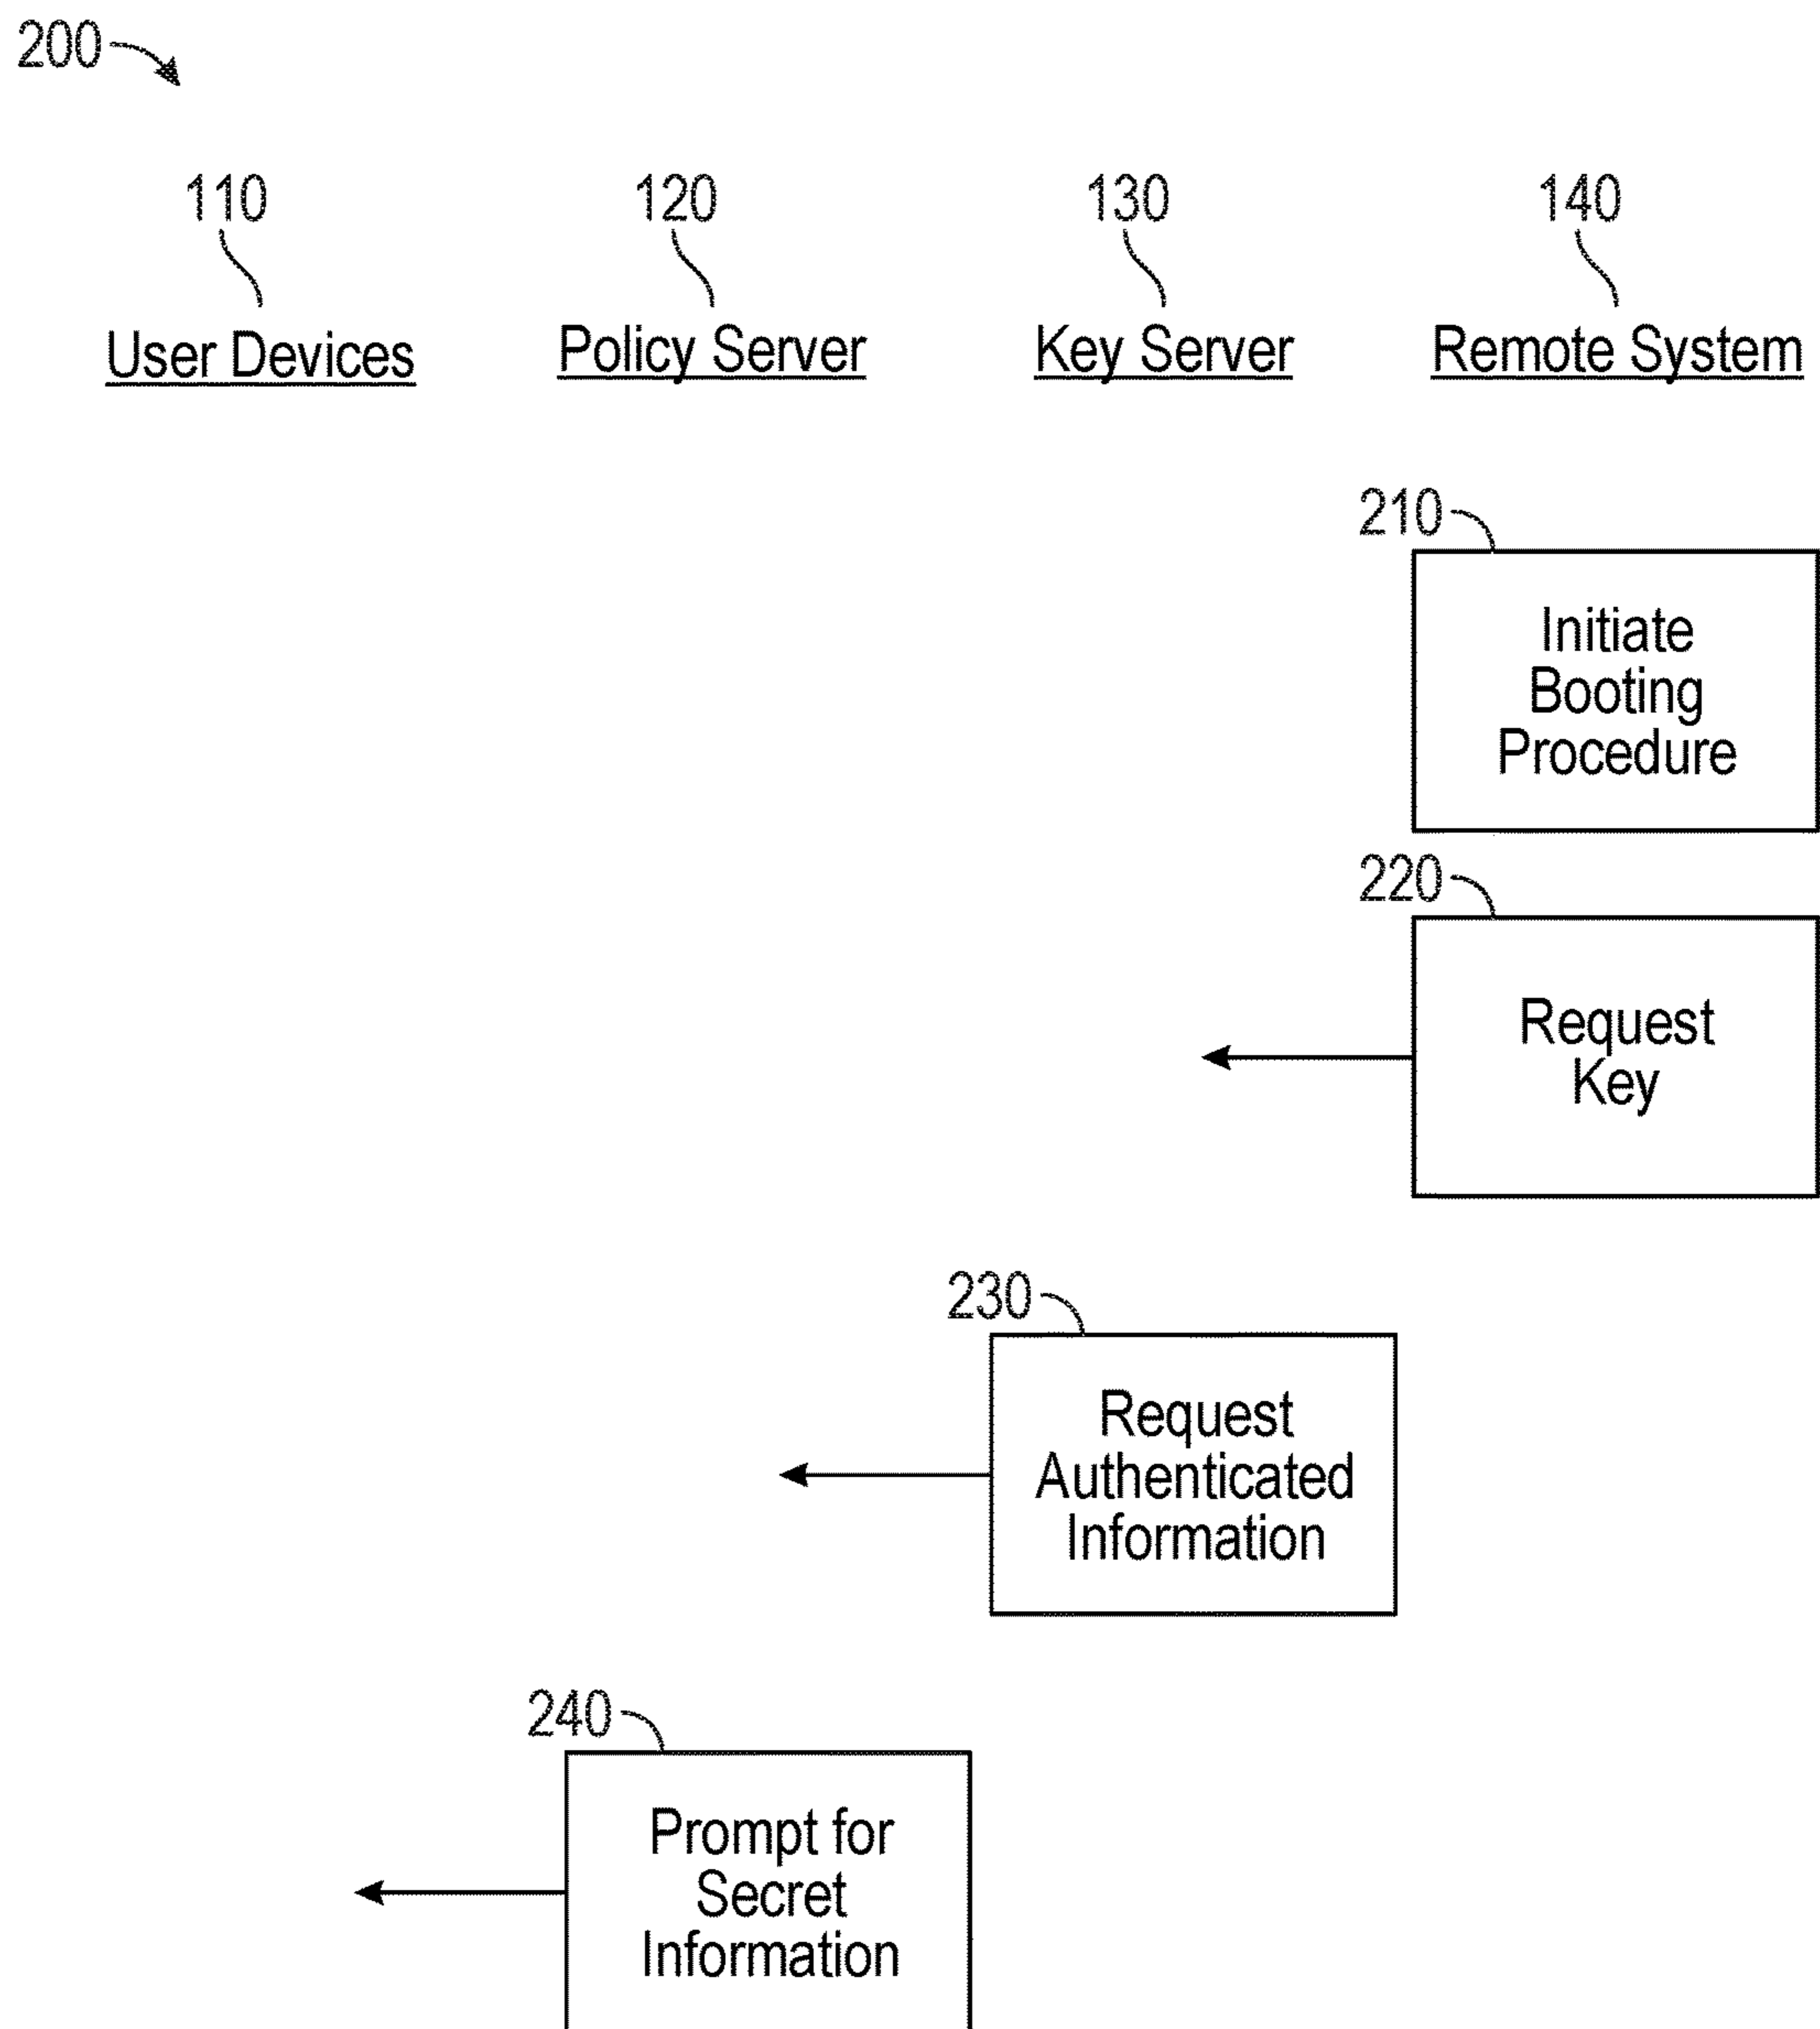 200
110
120
130
140
User Devices
Policy Server
Key Server
Remote System
210
Initiate
Booting
Procedure
220
Request
Key
230
Request
Authenticated
Information
240
Prompt for
Secret
Information